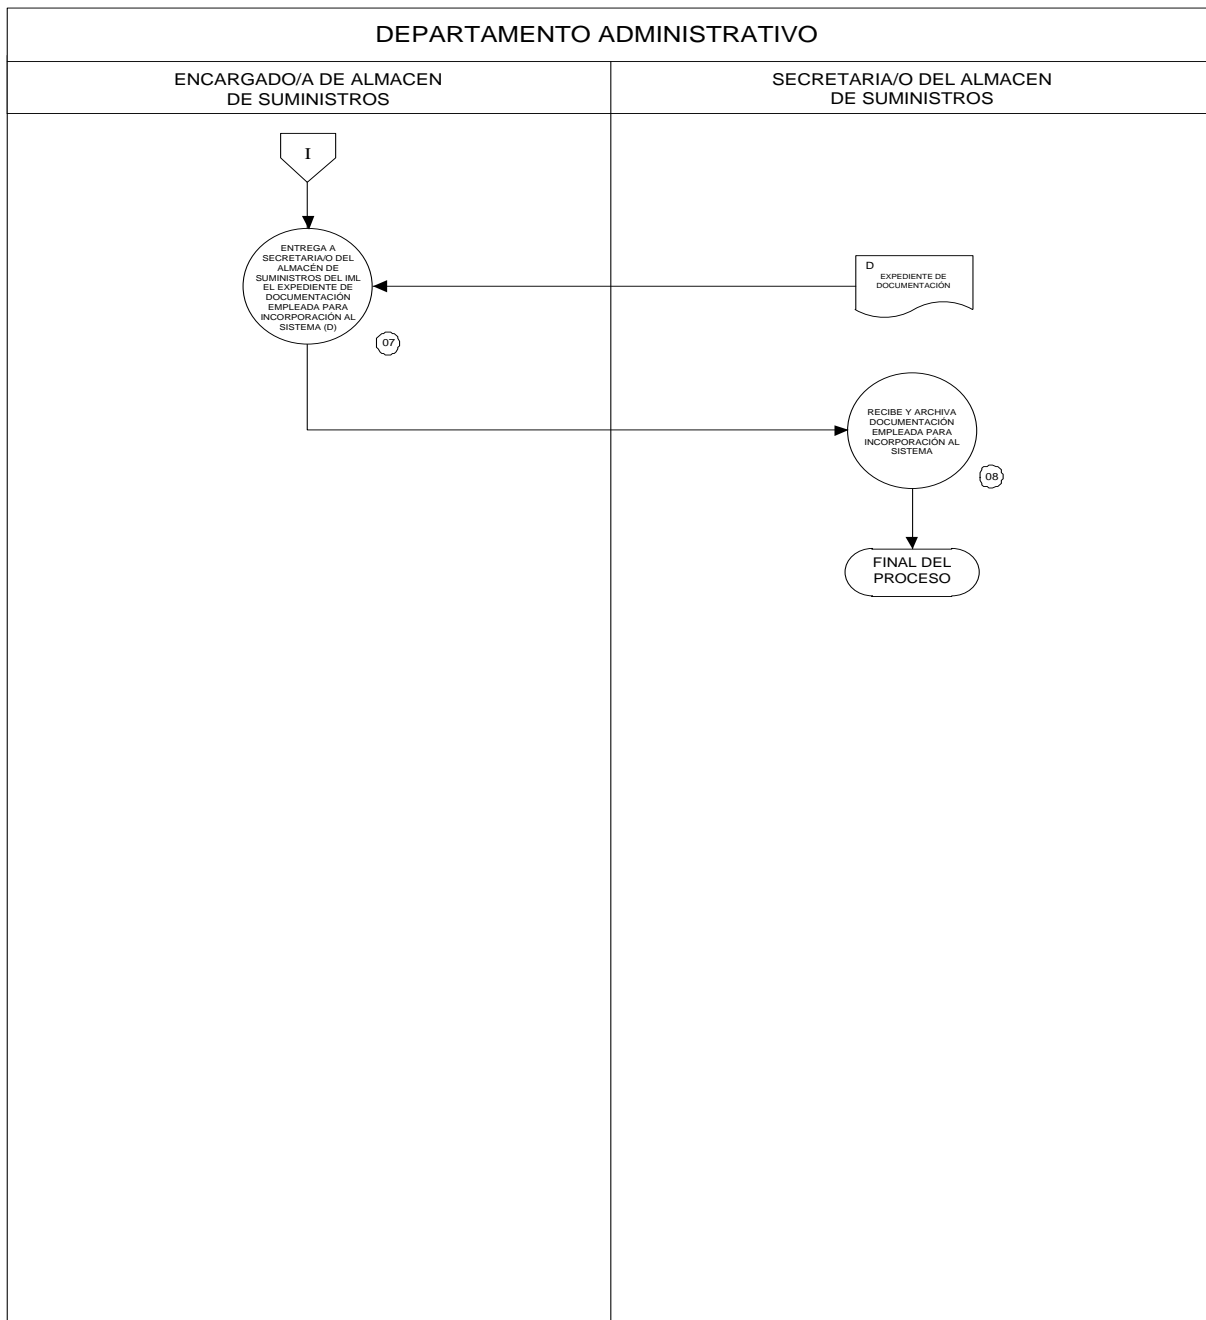 DEPARTAMENTO ADMINISTRATIVO
ENCARGADO/A DE ALMACEN
DE SUMINISTROS
SECRETARIA/O DEL ALMACEN
DE SUMINISTROS
I
ENTREGA A
SECRETARIA/O DEL
ALMACÉN DE
SUMINISTROS DEL IML
EL EXPEDIENTE DE
DOCUMENTACIÓN
EMPLEADA PARA
INCORPORACIÓN AL
SISTEMA (D)
07
D
EXPEDIENTE DE
DOCUMENTACIÓN
RECIBE Y ARCHIVA
DOCUMENTACIÓN
EMPLEADA PARA
INCORPORACIÓN AL
SISTEMA
08
FINAL DEL
PROCESO